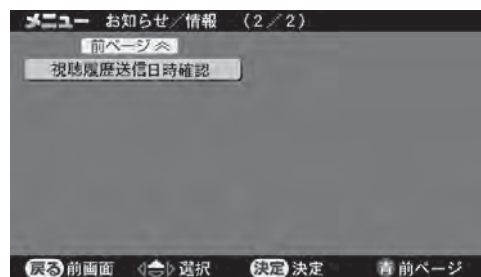 メニュー お知らせ／情報 （２／２）
前ページ
視聴履歴送信日時確認
戻る 前画面 選択 決定 決定 青 前ページ